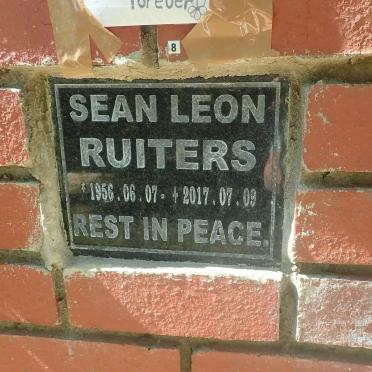 forever
8
SEAN LEON
RUITERS
* 1956.06.07 - + 2017.07.09
REST IN PEACE.